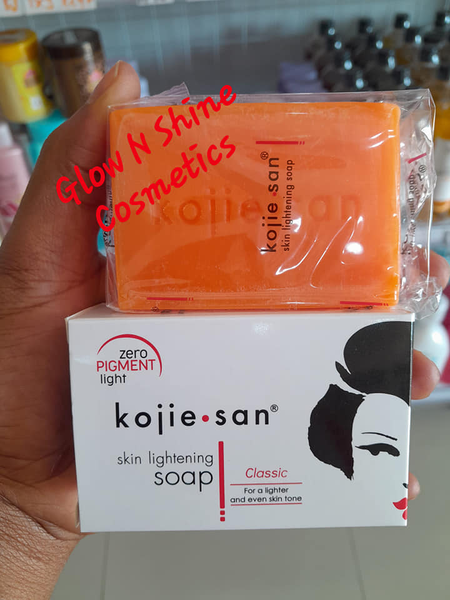 Glow N Shine
Cosmetics
kojie san
kojie.san®
skin lightening soap
zero
PIGMENT
light
kojie.san®
skin lightening
soap
Classic
For a lighter
and even skin tone